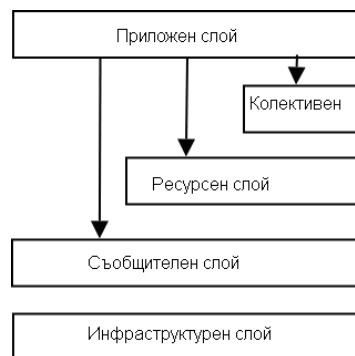 Приложен слой
Колективен
Ресурсен слой
Съобщителен слой
Инфраструктурен слой